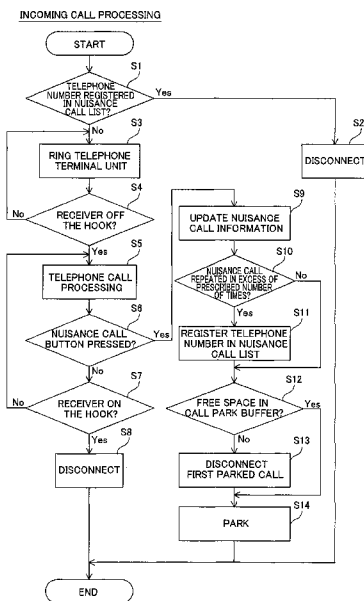 INCOMING CALL PROCESSING
START
S1
TELEPHONE
NUMBER REGISTERED
IN NUISANCE
CALL LIST?
Yes
No
S2
DISCONNECT
S3
RING TELEPHONE
TERMINAL UNIT
S4
RECEIVER OFF
THE HOOK?
No
Yes
S5
TELEPHONE CALL
PROCESSING
S6
NUISANCE CALL
BUTTON PRESSED?
Yes
No
S7
RECEIVER ON
THE HOOK?
No
Yes
S8
DISCONNECT
S9
UPDATE NUISANCE
CALL INFORMATION
S10
NUISANCE CALL
REPEATED IN EXCESS OF
PRESCRIBED NUMBER
OF TIMES?
No
Yes
S11
REGISTER TELEPHONE
NUMBER IN NUISANCE
CALL LIST
S12
FREE SPACE IN
CALL PARK BUFFER?
Yes
No
S13
DISCONNECT
FIRST PARKED CALL
S14
PARK
END